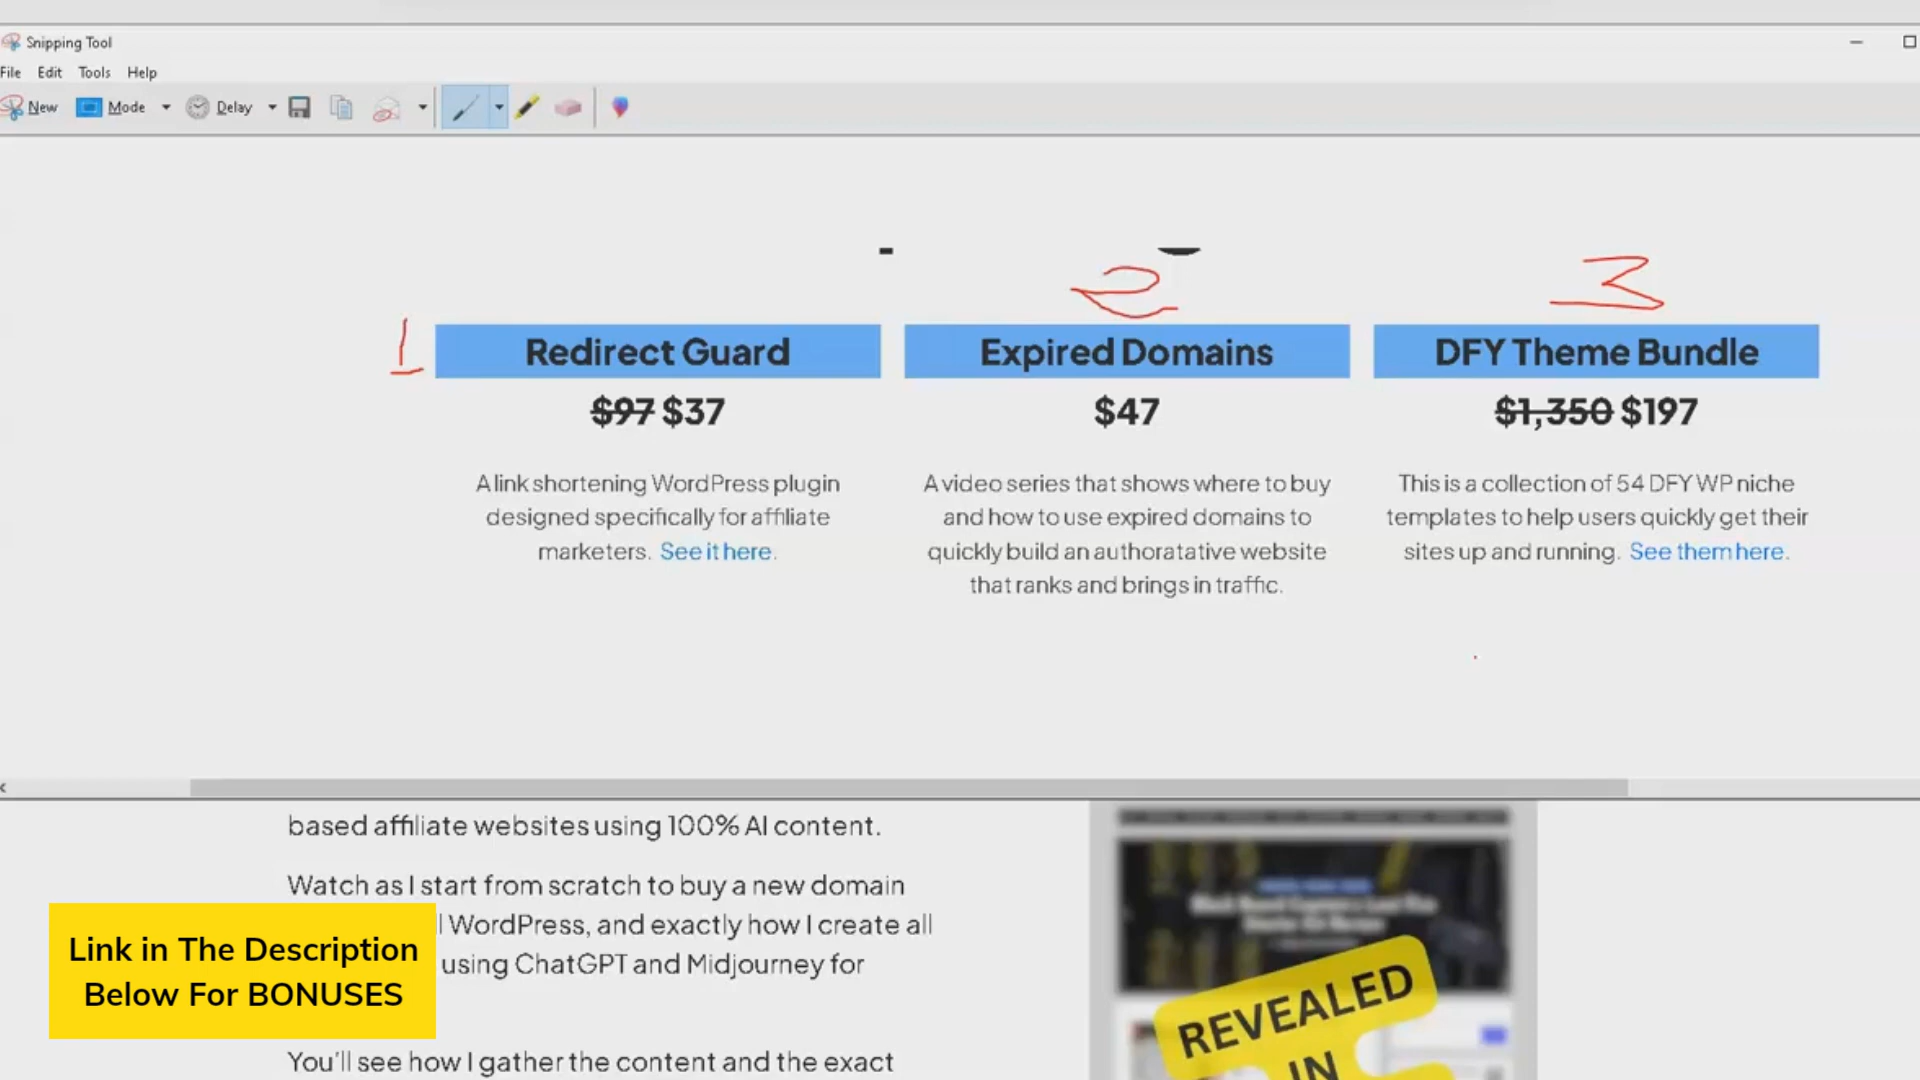 Snipping Tool
File Edit Tools Help
New Mode Delay
1
2
3
Redirect Guard
$97 $37
A link shortening WordPress plugin
designed specifically for affiliate
marketers. See it here.
Expired Domains
$47
A video series that shows where to buy
and how to use expired domains to
quickly build an authoratative website
that ranks and brings in traffic.
DFY Theme Bundle
$1,350 $197
This is a collection of 54 DFY WP niche
templates to help users quickly get their
sites up and running. See them here.
based affiliate websites using 100% AI content.
Watch as I start from scratch to buy a new domain
WordPress, and exactly how I create all
using ChatGPT and Midjourney for
You'll see how I gather the content and the exact
Link in The Description
Below For BONUSES
REVEALED
IN